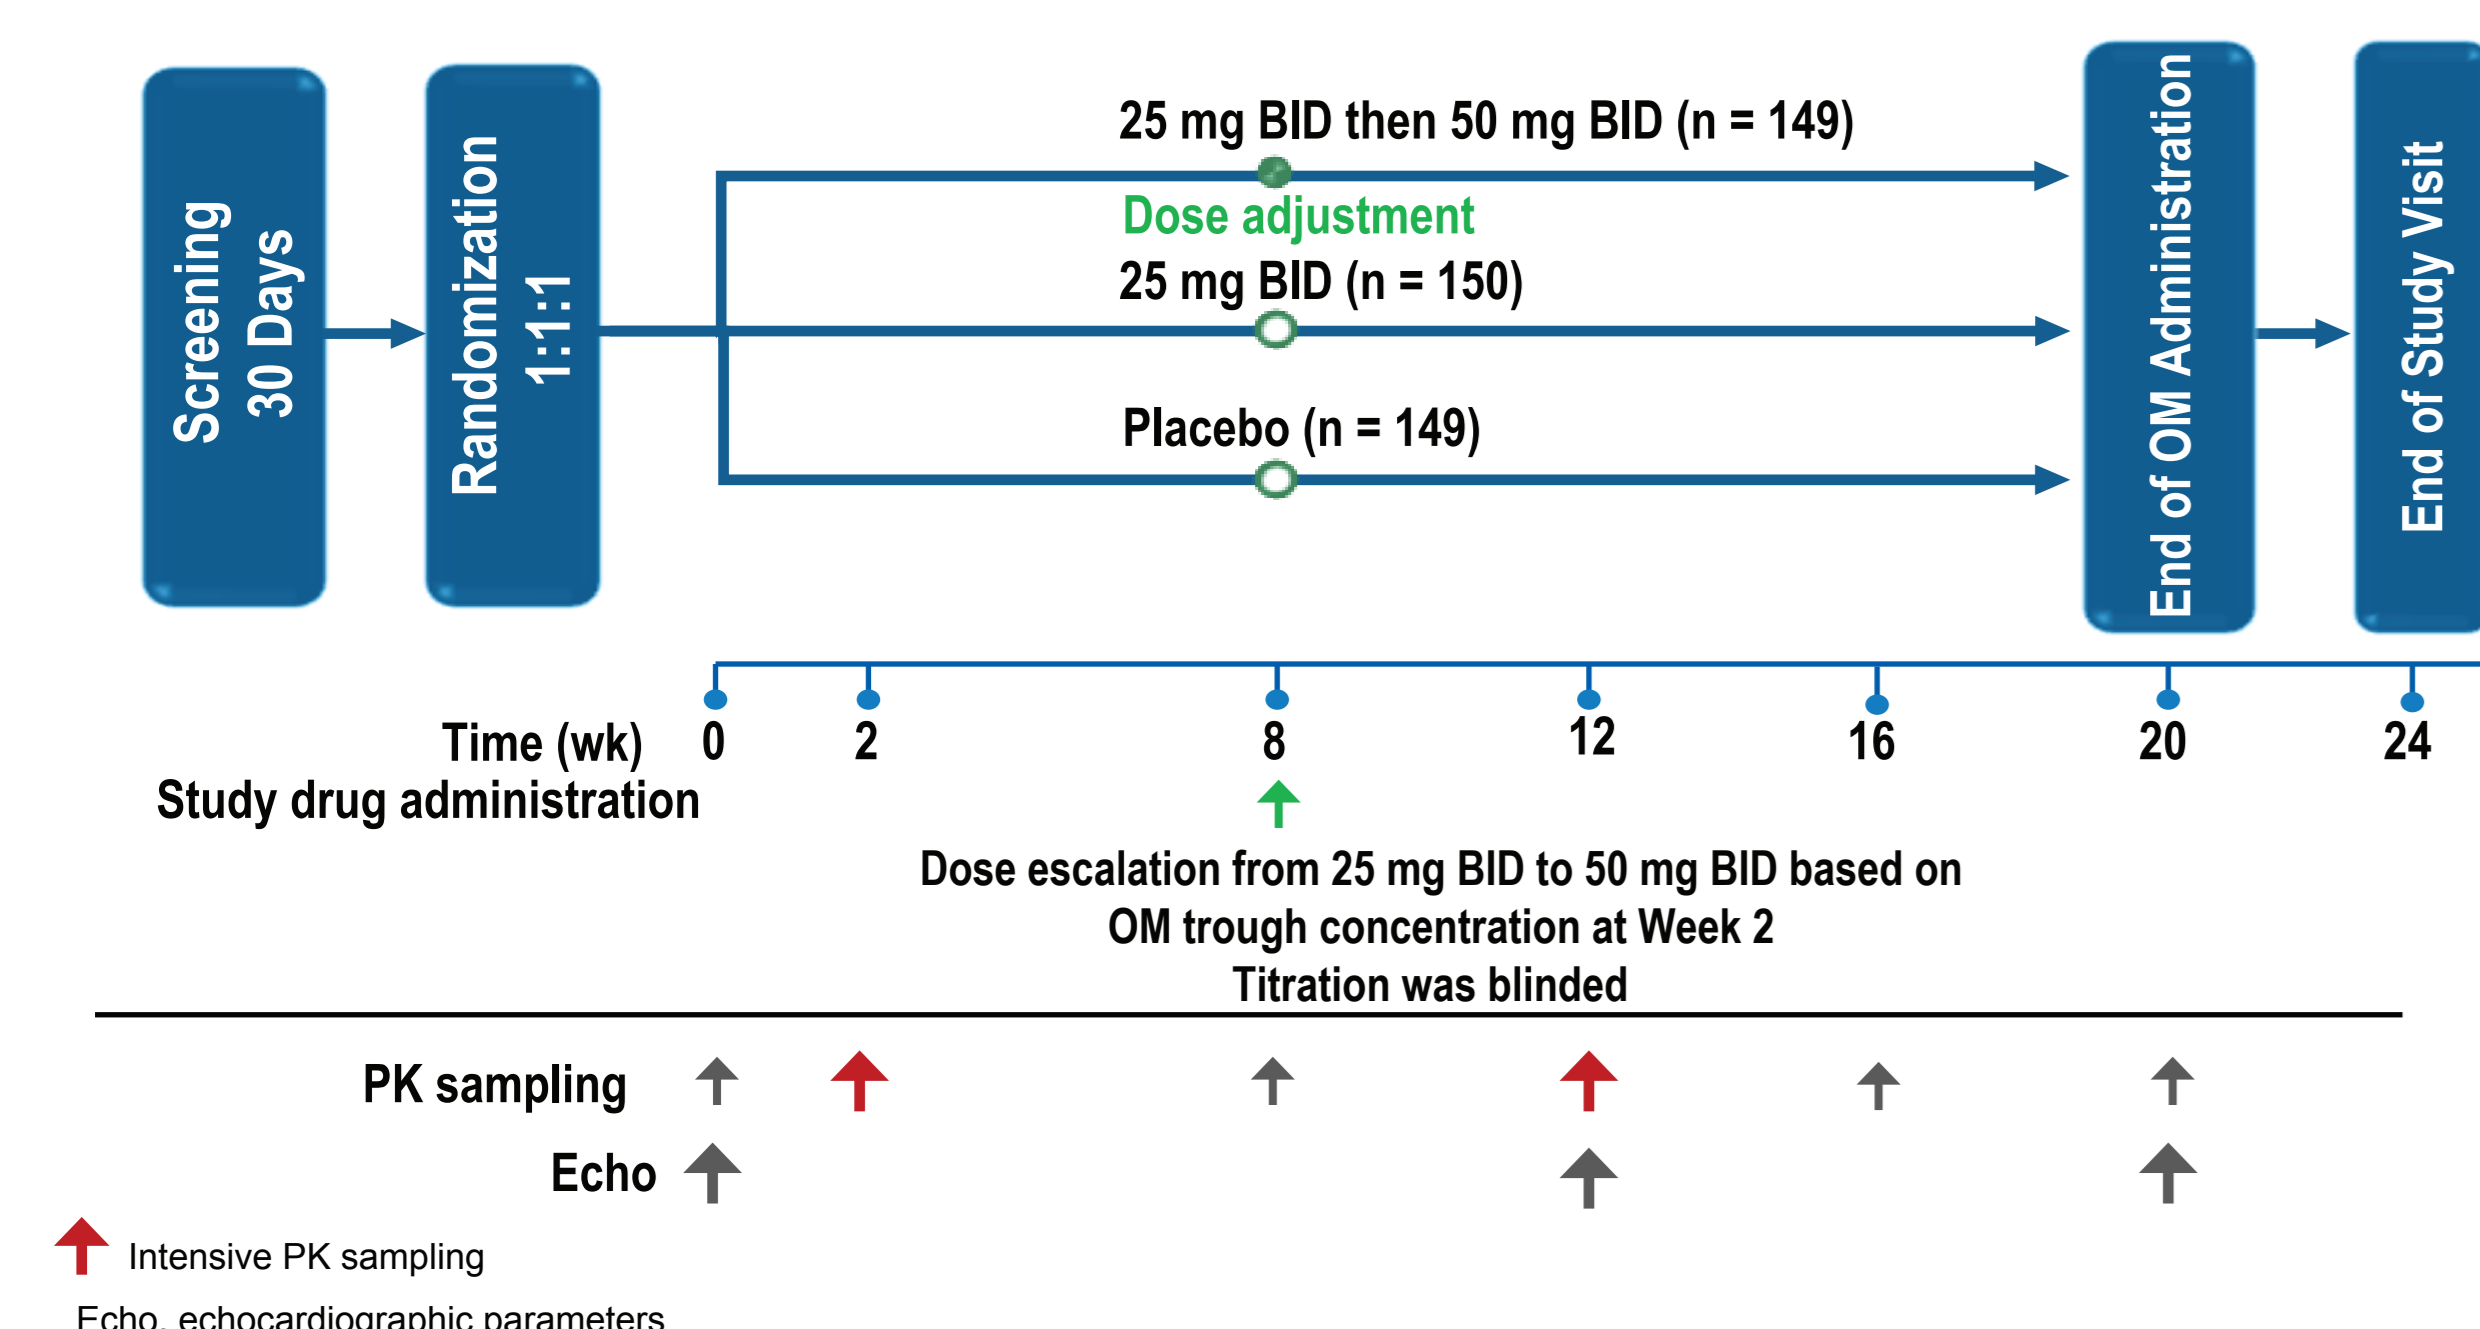 Screening
30 Days
Randomization
1:1:1
25 mg BID then 50 mg BID (n = 149)
Dose adjustment
25 mg BID (n = 150)
Placebo (n = 149)
End of OM Administration
End of Study Visit
Time (wk) 0 2 8 12 16 20 24
Study drug administration
Dose escalation from 25 mg BID to 50 mg BID based on
OM trough concentration at Week 2
Titration was blinded
PK sampling
Echo
Intensive PK sampling
Echo, echocardiographic parameters